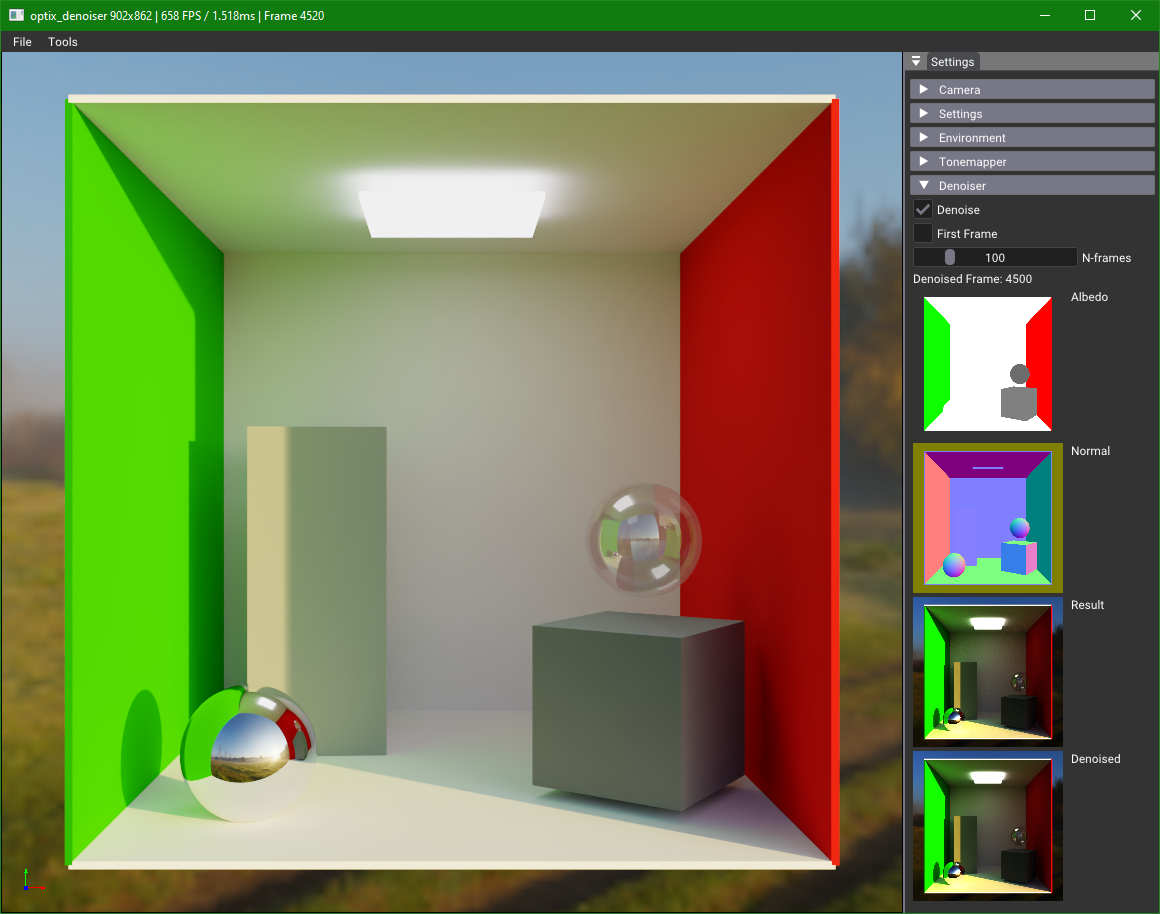 optix_denoiser 902x862 | 658 FPS / 1.518ms | Frame 4520
File Tools
Settings
Camera
Settings
Environment
Tonemapper
Denoiser
Denoise
First Frame
100 N-frames
Denoised Frame: 4500
Albedo
Normal
Result
Denoised